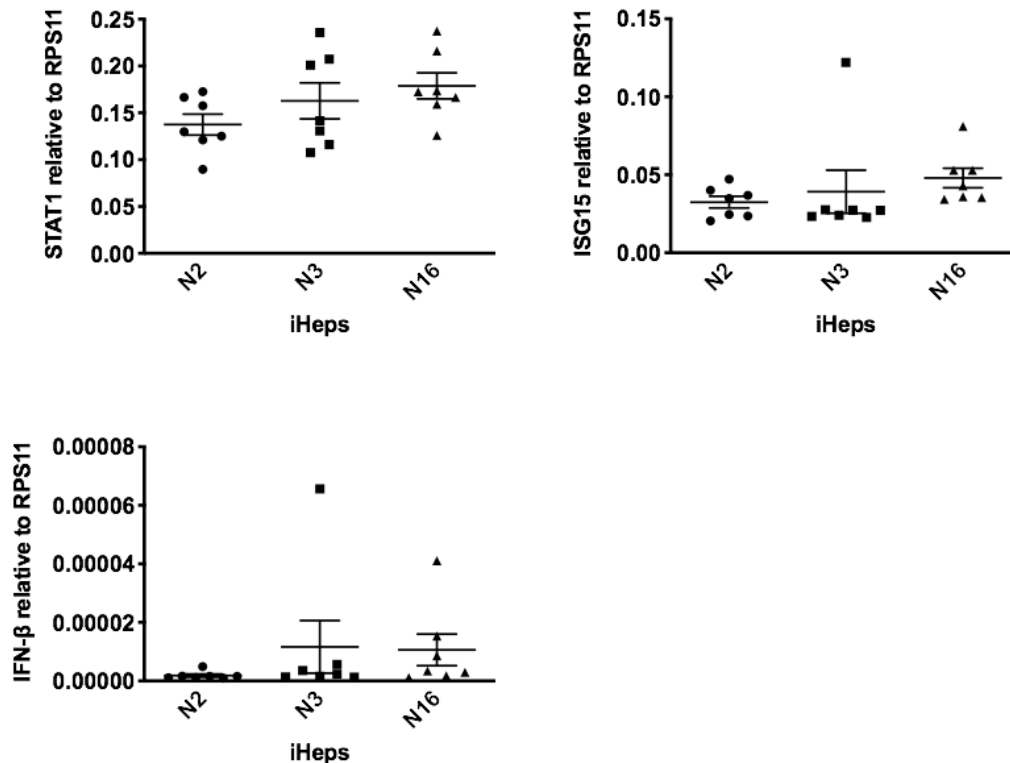 STAT1 relative to RPS11
0.25
0.20
0.15
0.10
0.05
0.00
N2
N3
N16
iHeps
ISG15 relative to RPS11
0.15
0.10
0.05
0.00
N2
N3
N16
iHeps
IFN-β relative to RPS11
0.00008
0.00006
0.00004
0.00002
0.00000
N2
N3
N16
iHeps